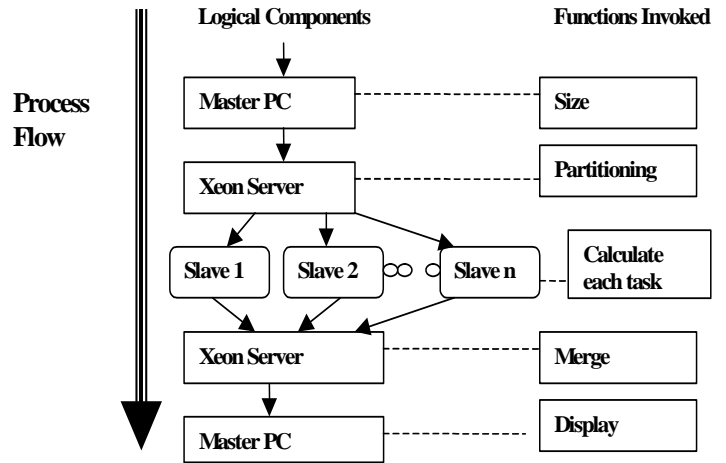 Logical Components
Functions Invoked
Process
Flow
Master PC
Size
Xeon Server
Partitioning
Slave 1
Slave 2
Slave n
Calculate
each task
Xeon Server
Merge
Master PC
Display